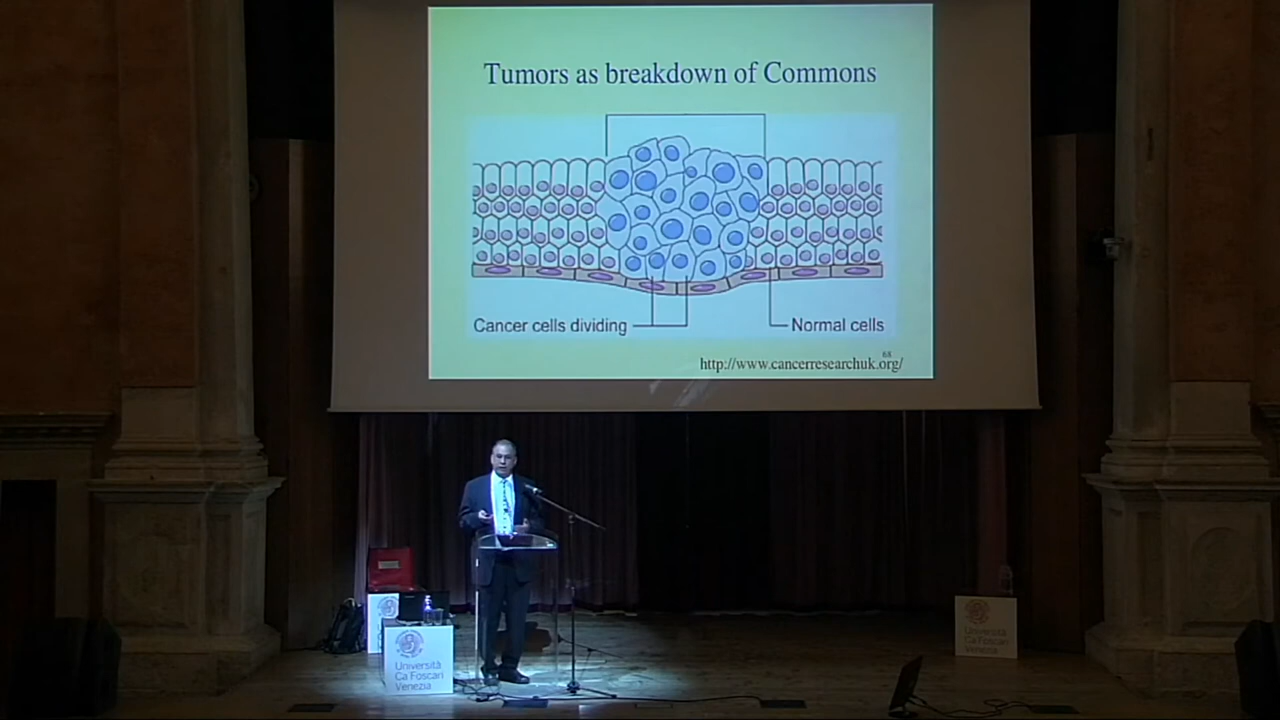 Tumors as breakdown of Commons
Cancer cells dividing
Normal cells
68
http://www.cancerresearchuk.org/
Università
Ca Foscari
Venezia
Università
Ca Foscari
Venezia